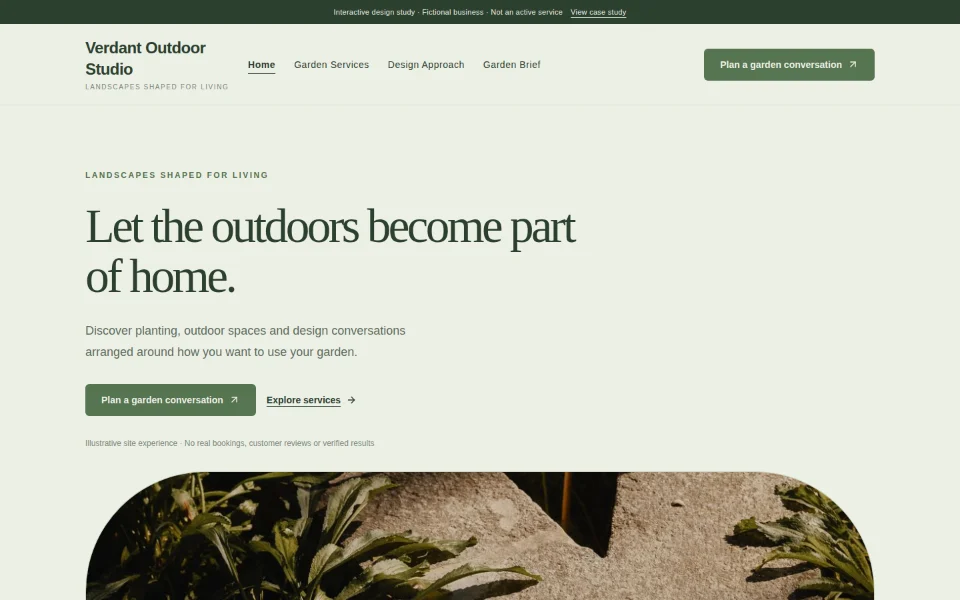 Interactive design study · Fictional business · Not an active service View case study
Verdant Outdoor
Studio
LANDSCAPES SHAPED FOR LIVING
Home Garden Services Design Approach Garden Brief
Plan a garden conversation
LANDSCAPES SHAPED FOR LIVING
Let the outdoors become part
of home.
Discover planting, outdoor spaces and design conversations
arranged around how you want to use your garden.
Plan a garden conversation
Explore services
Illustrative site experience · No real bookings, customer reviews or verified results